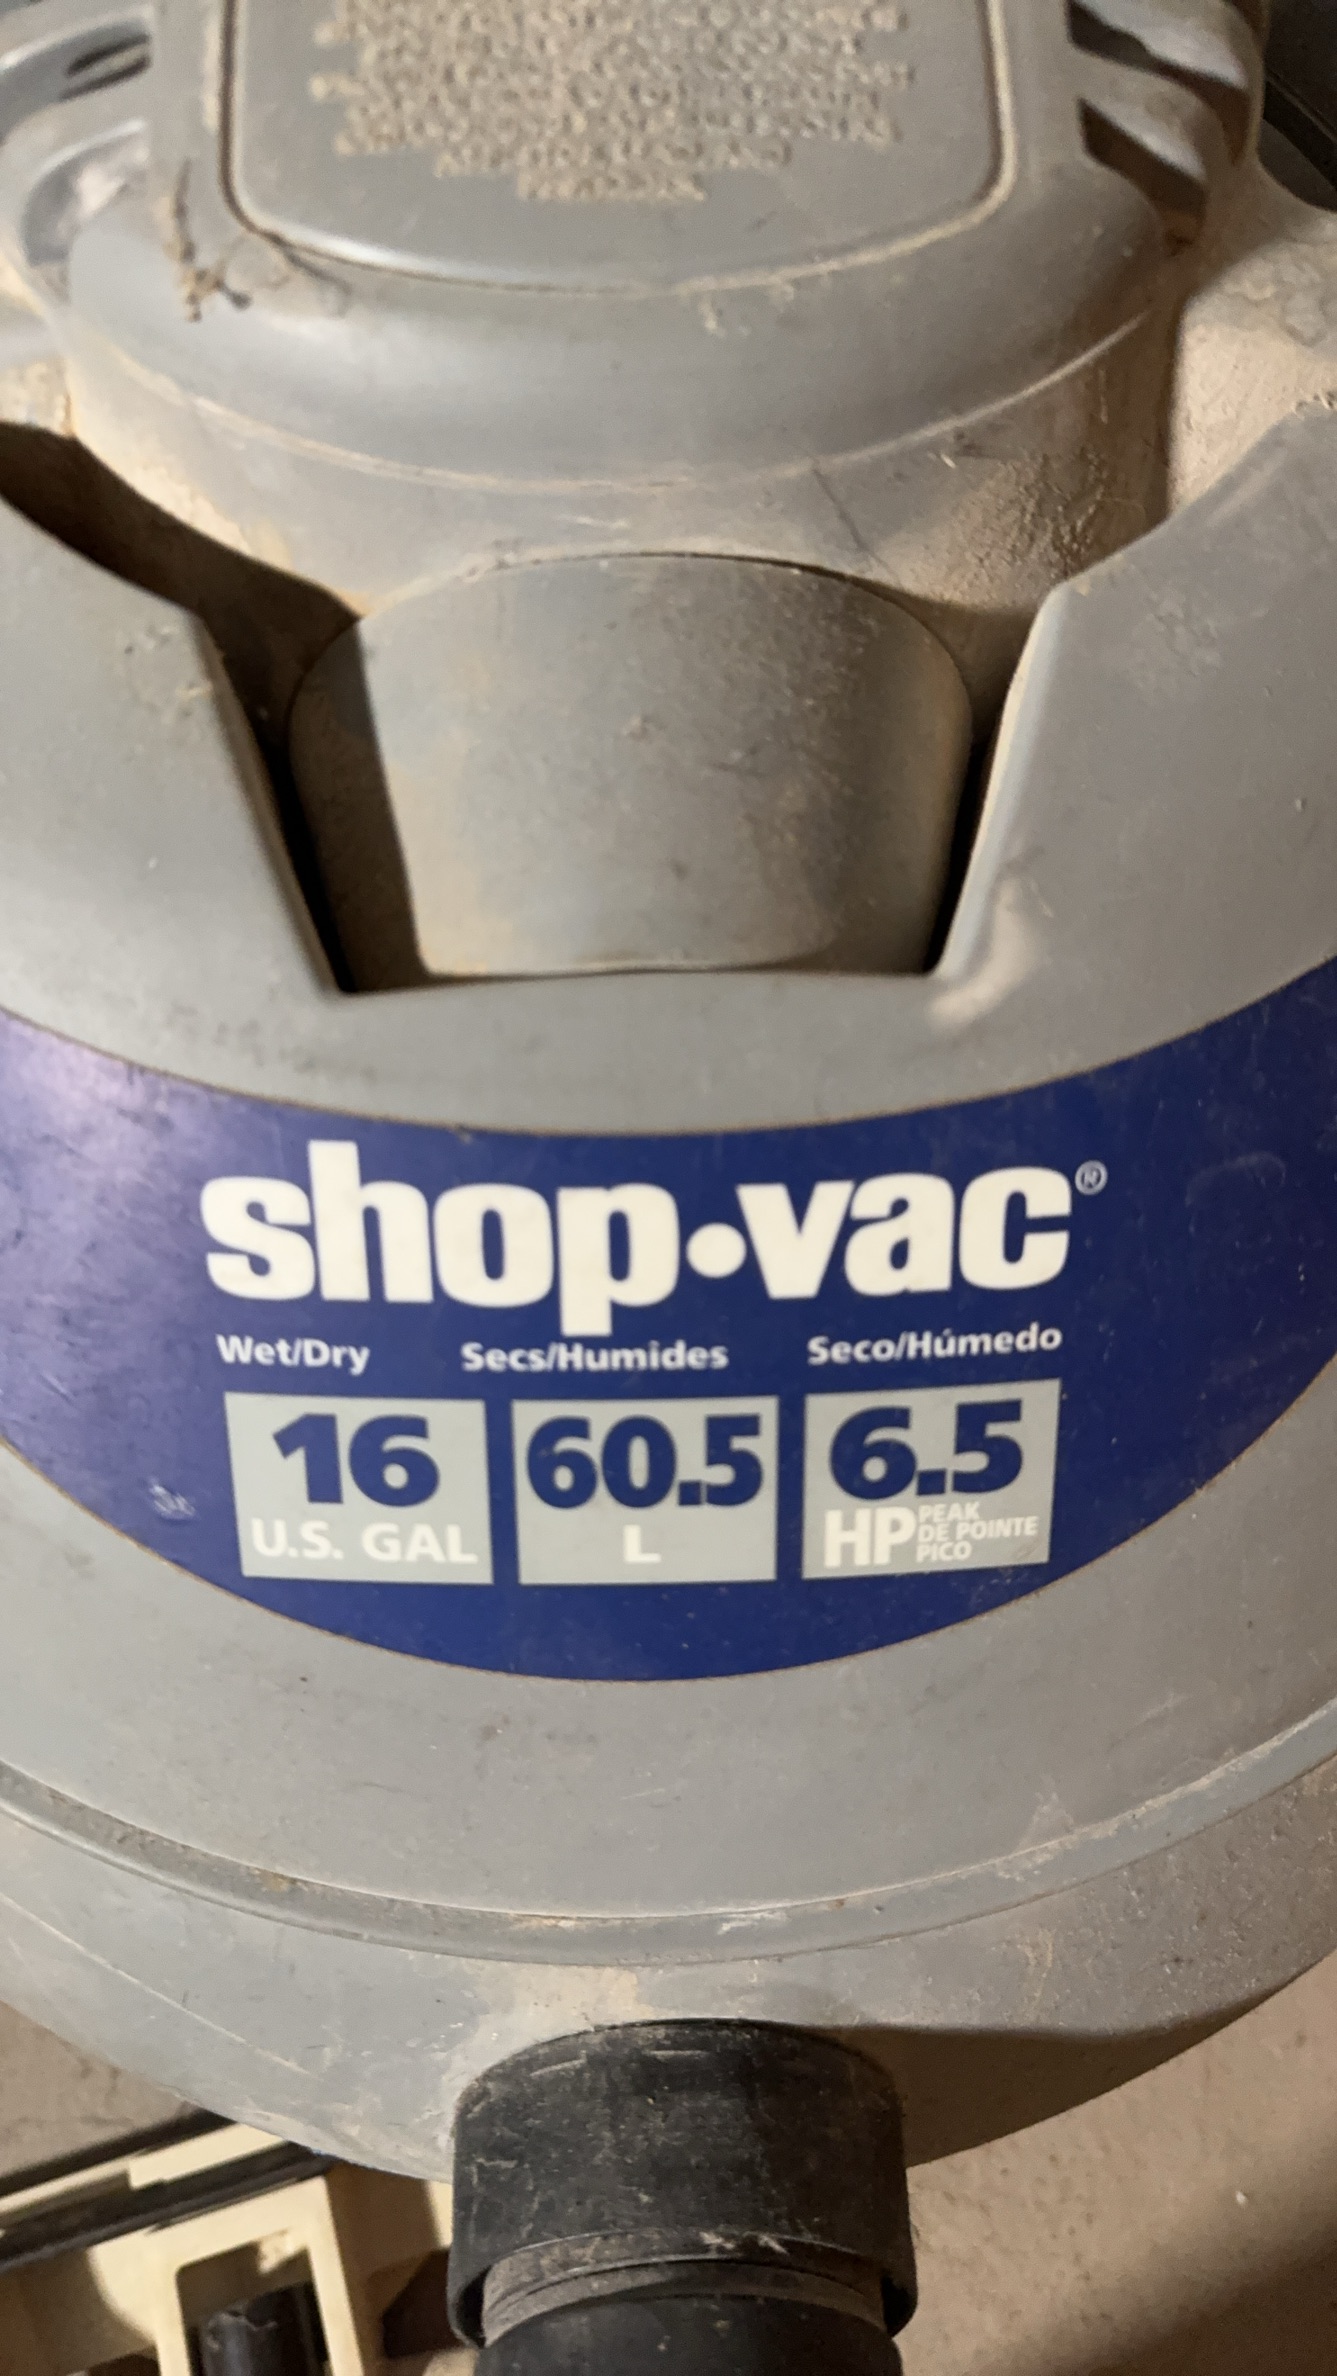 shop•vac®
Wet/Dry Secs/Humides Seco/Húmedo
16 60.5 6.5
U.S. GAL L HP PEAK
DE POINTE
PICO